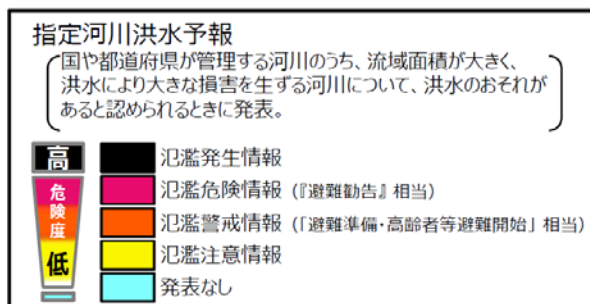 指定河川洪水予報
国や都道府県が管理する河川のうち、流域面積が大きく、
洪水により大きな損害を生ずる河川について、洪水のおそれが
あると認められるときに発表。
高
危険度
低
氾濫発生情報
氾濫危険情報 (『避難勧告』相当)
氾濫警戒情報 (「避難準備・高齢者等避難開始」相当)
氾濫注意情報
発表なし